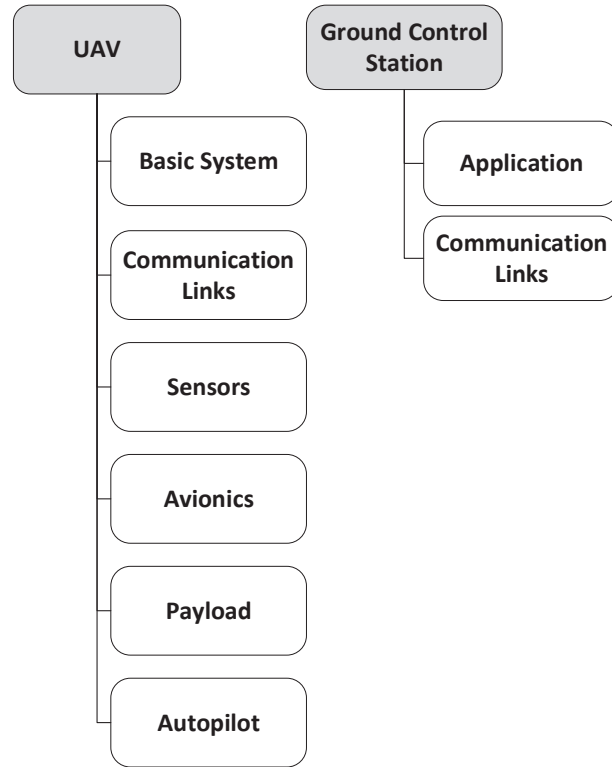 UAV
Basic System
Communication
Links
Sensors
Avionics
Payload
Autopilot
Ground Control
Station
Application
Communication
Links